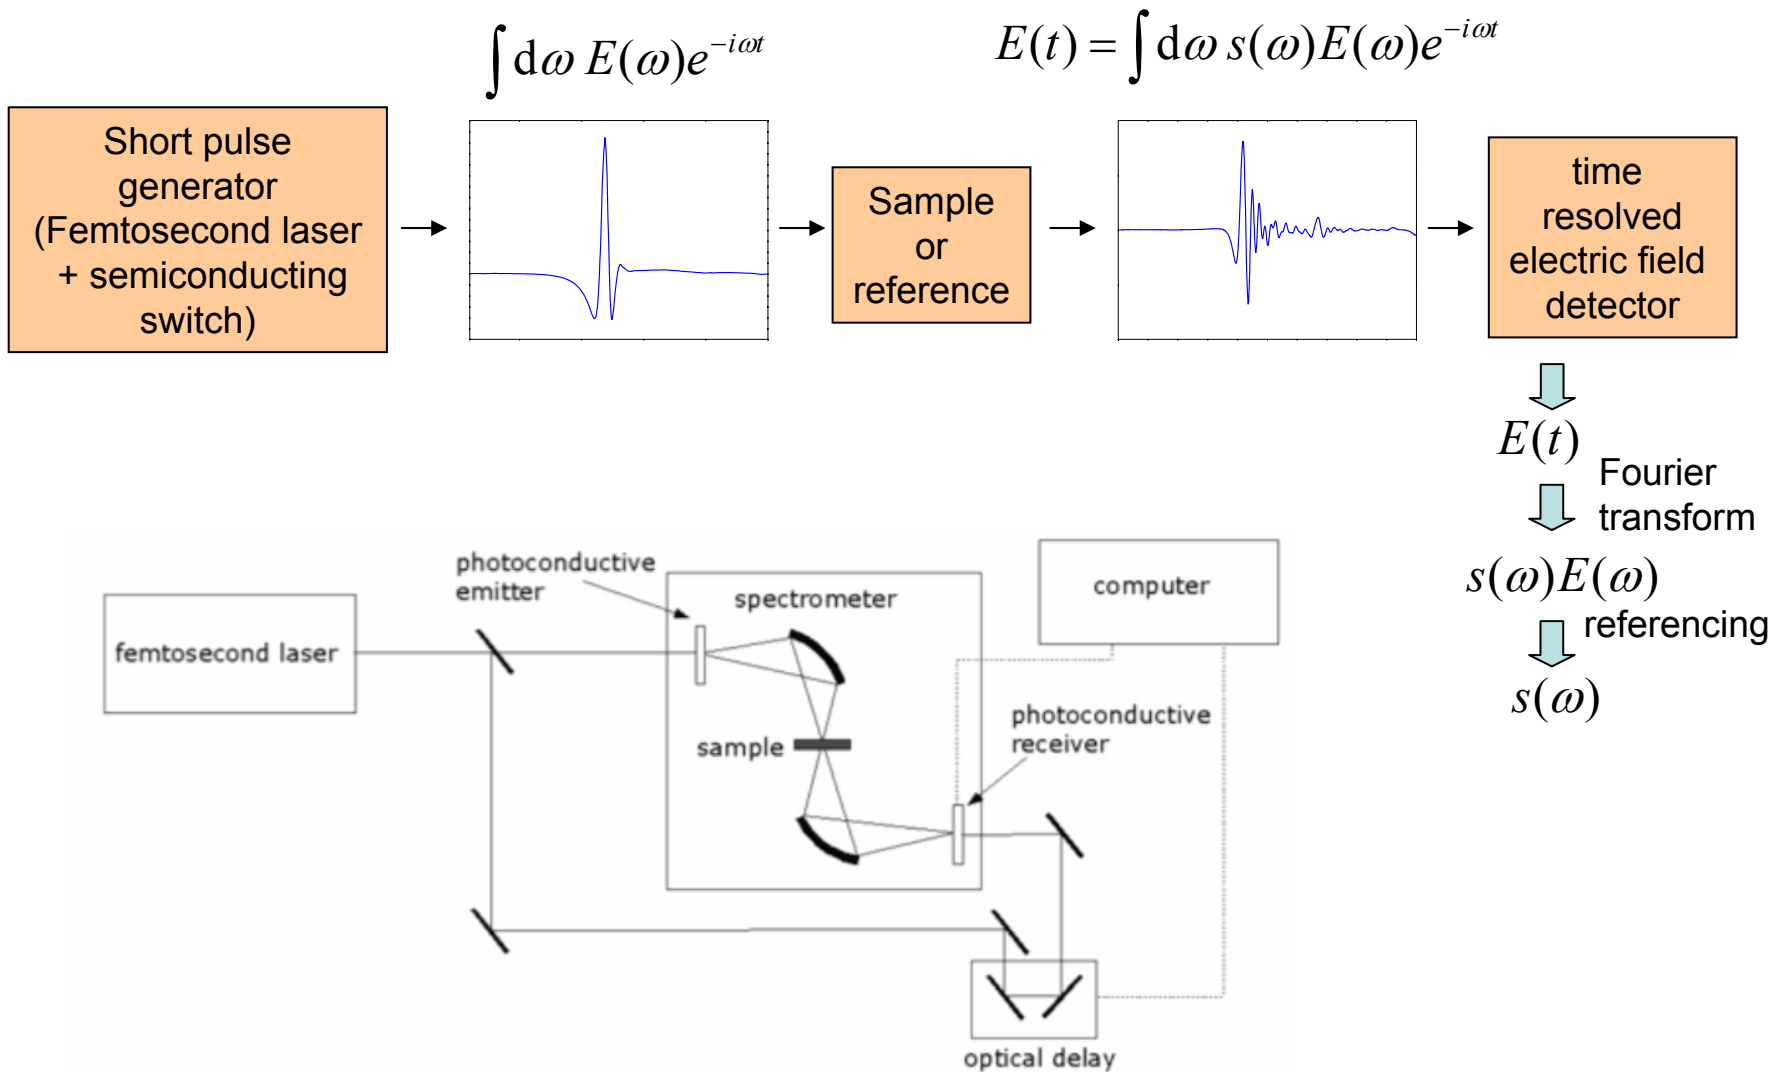 ∫dω E(ω)e^{-iωt}
E(t) = ∫dω s(ω)E(ω)e^{-iωt}
Short pulse
generator
(Femtosecond laser
+ semiconducting
switch)
Sample
or
reference
time
resolved
electric field
detector
E(t)
Fourier
transform
s(ω)E(ω)
referencing
s(ω)
photoconductive
emitter
spectrometer
computer
femtosecond laser
sample
photoconductive
receiver
optical delay